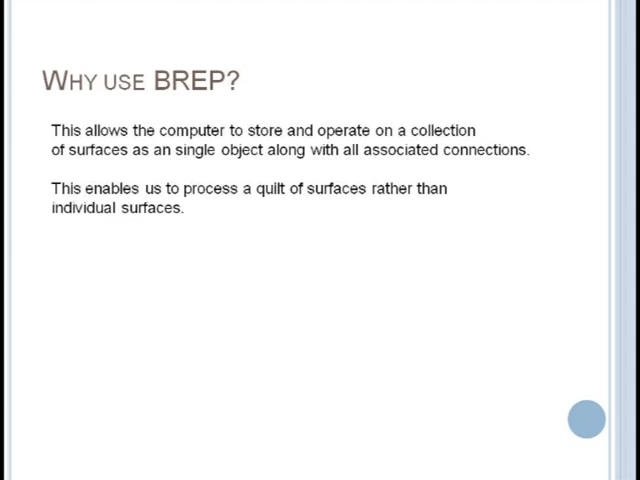 WHY USE BREP?
This allows the computer to store and operate on a collection
of surfaces as an single object along with all associated connections.
This enables us to process a quilt of surfaces rather than
individual surfaces.